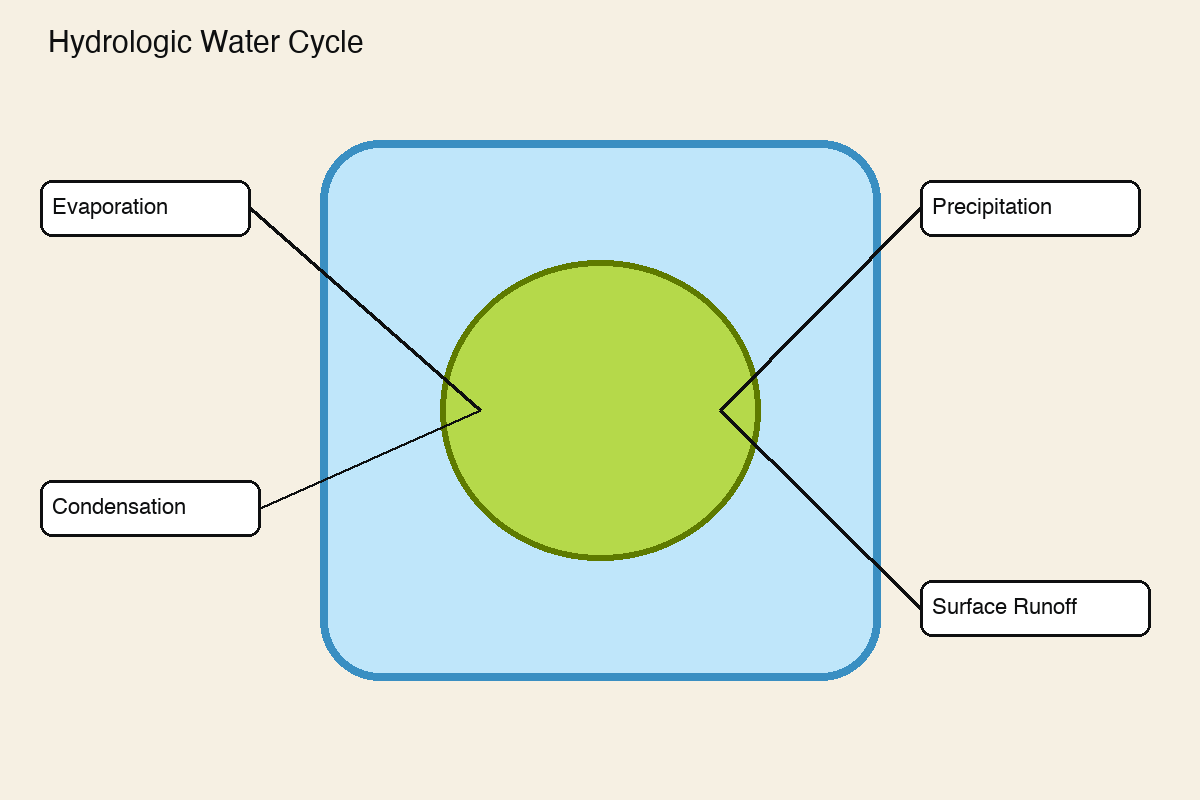 Hydrologic Water Cycle
Evaporation
Precipitation
Condensation
Surface Runoff